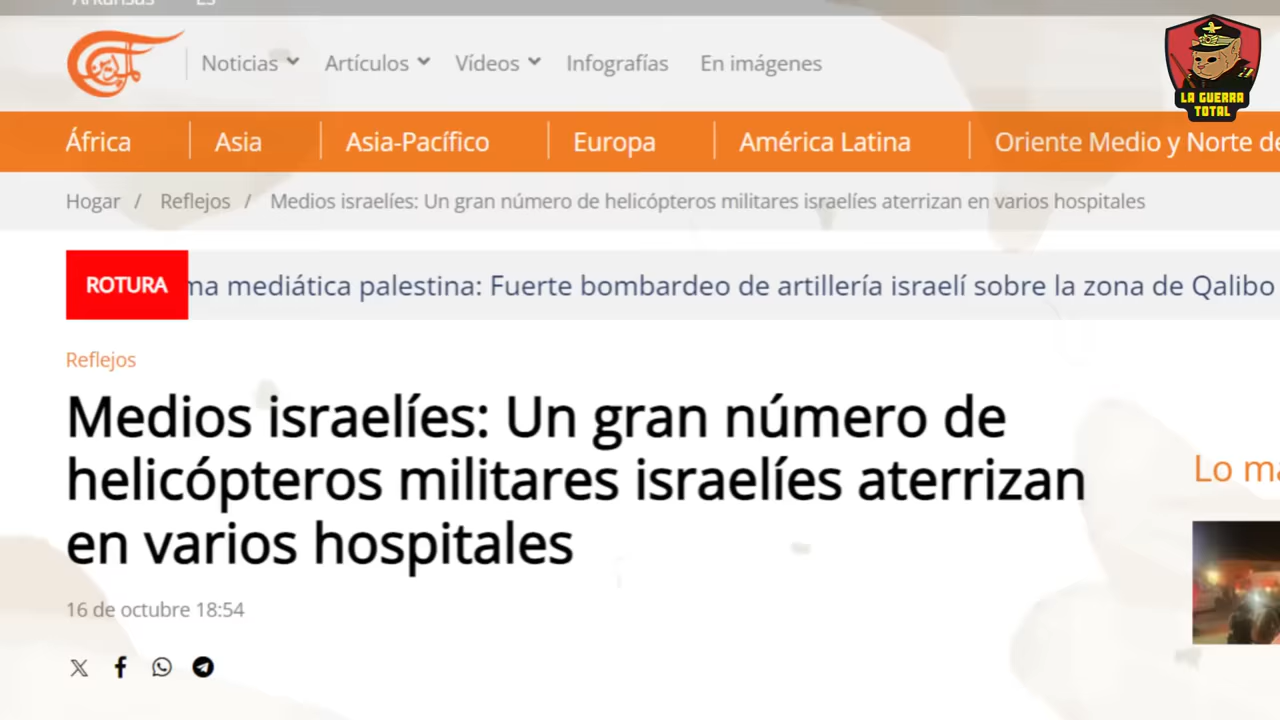 Arkansas Es
Noticias Artículos Vídeos Infografías En imágenes
LA GUERRA
TOTAL
África Asia Asia-Pacífico Europa América Latina Oriente Medio y Norte de
Hogar / Reflejos / Medios israelíes: Un gran número de helicópteros militares israelíes aterrizan en varios hospitales
ROTURA ma mediática palestina: Fuerte bombardeo de artillería israelí sobre la zona de Qalibo
Reflejos
Medios israelíes: Un gran número de
helicópteros militares israelíes aterrizan
en varios hospitales
Lo má
16 de octubre 18:54